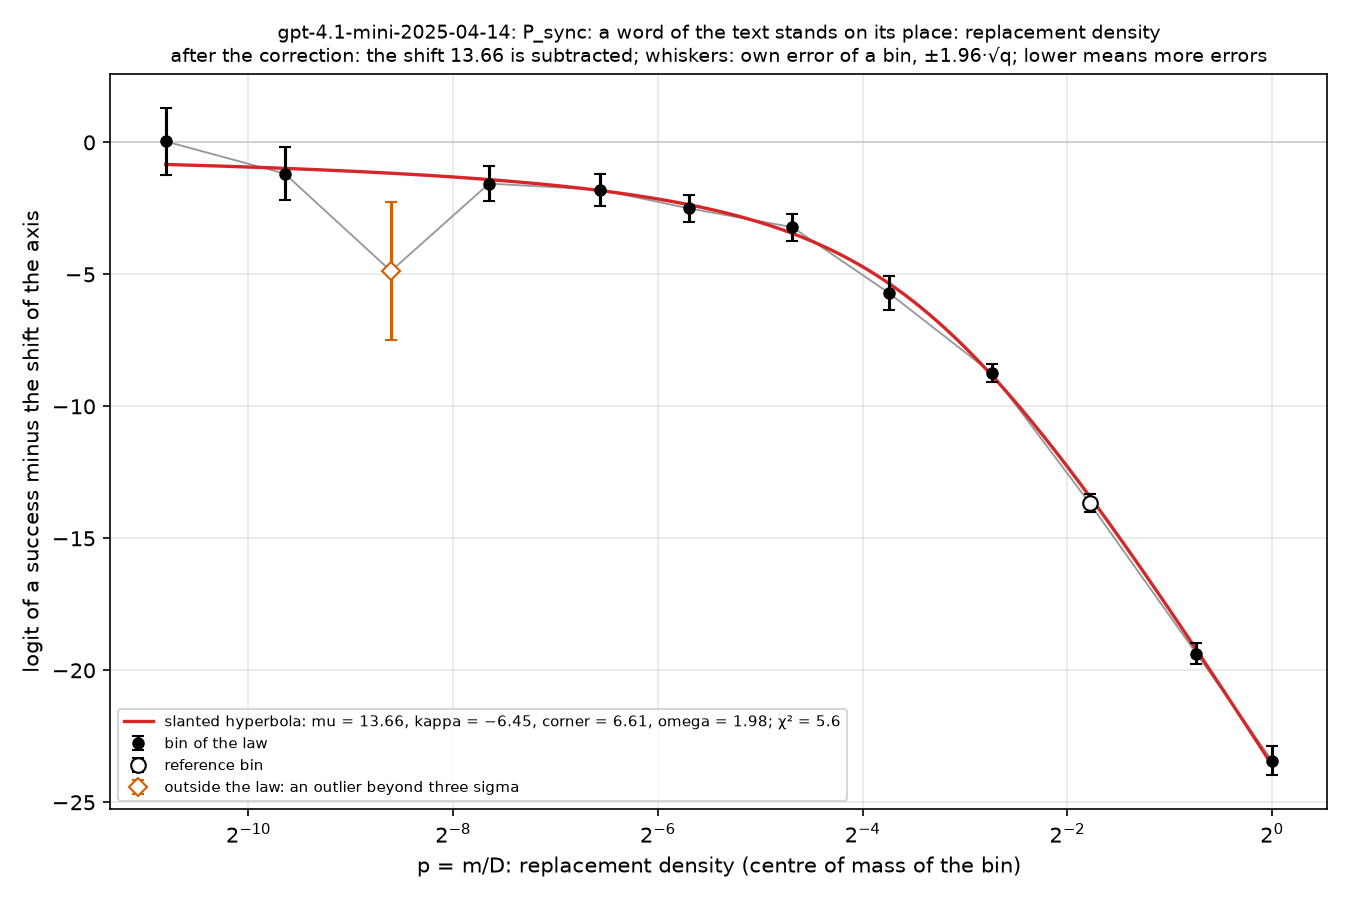 gpt-4.1-mini-2025-04-14: P_sync: a word of the text stands on its place: replacement density
after the correction: the shift 13.66 is subtracted; whiskers: own error of a bin, ±1.96·√q; lower means more errors
logit of a success minus the shift of the axis
0
−5
−10
−15
−20
−25
slanted hyperbola: mu = 13.66, kappa = −6.45, corner = 6.61, omega = 1.98; χ² = 5.6
bin of the law
reference bin
outside the law: an outlier beyond three sigma
2⁻¹⁰ 2⁻⁸ 2⁻⁶ 2⁻⁴ 2⁻² 2⁰
p = m/D: replacement density (centre of mass of the bin)